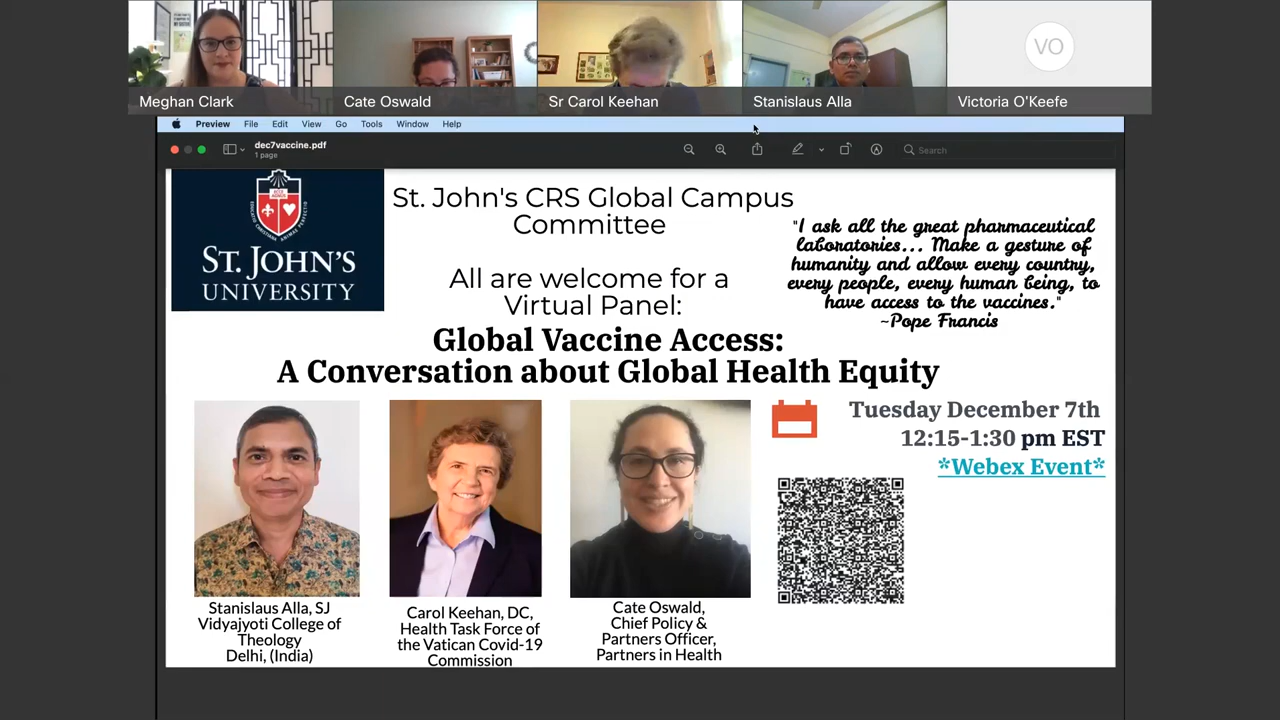 VO
Meghan Clark
Cate Oswald
Sr Carol Keehan
Stanislaus Alla
Victoria O'Keefe
Preview File Edit View Go Tools Window Help
dec7vaccine.pdf
1 page
Search
ST. JOHN'S
UNIVERSITY
St. John's CRS Global Campus
Committee
All are welcome for a
Virtual Panel:
"I ask all the great pharmaceutical
laboratories... Make a gesture of
humanity and allow every country,
every people, every human being, to
have access to the vaccines."
~Pope Francis
Global Vaccine Access:
A Conversation about Global Health Equity
Tuesday December 7th
12:15-1:30 pm EST
*Webex Event*
Stanislaus Alla, SJ
Vidyajyoti College of
Theology
Delhi, (India)
Carol Keehan, DC,
Health Task Force of
the Vatican Covid-19
Commission
Cate Oswald,
Chief Policy &
Partners Officer,
Partners in Health